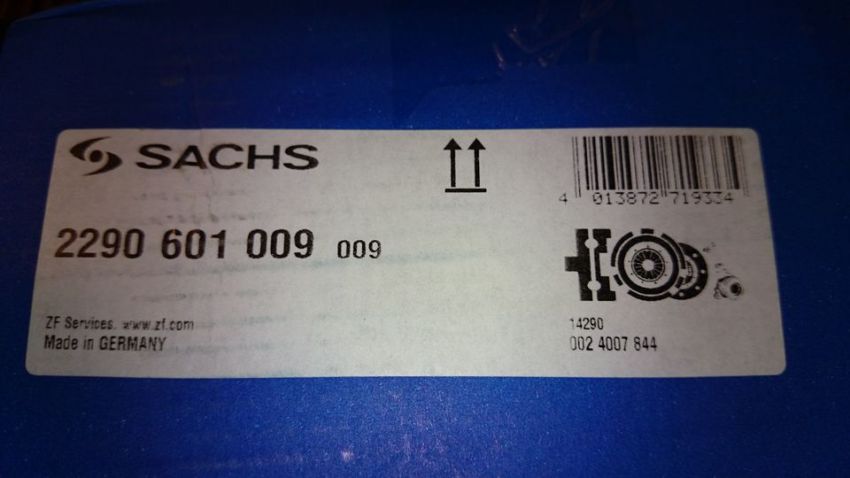 SACHS
4 013872 719334
2290 601 009 009
ZF Services. www.zf.com
Made in GERMANY
14290
002 4007 844